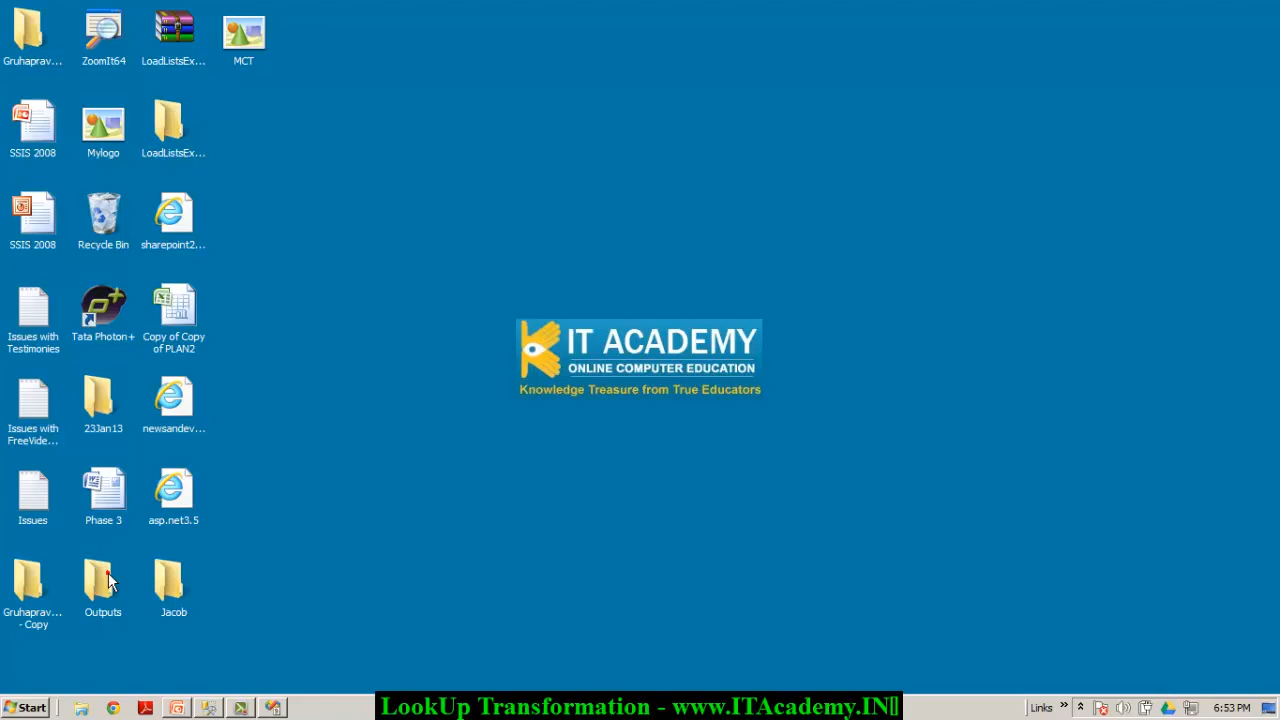 Gruhaprav...
ZoomIt64
LoadListsEx...
MCT
SSIS 2008
Mylogo
LoadListsEx...
SSIS 2008
Recycle Bin
sharepoint2...
Issues with
Testimonies
Tata Photon+
Copy of Copy
of PLAN2
IT ACADEMY
ONLINE COMPUTER EDUCATION
Knowledge Treasure from True Educators
Issues with
FreeVide...
23Jan13
newsandev...
Issues
Phase 3
asp.net3.5
Gruhaprav...
- Copy
Outputs
Jacob
Start
LookUp Transformation - www.ITAcademy.IN
Links
6:53 PM